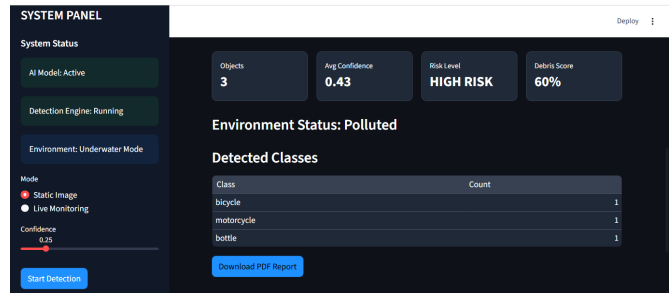 SYSTEM PANEL
System Status
AI Model: Active
Detection Engine: Running
Environment: Underwater Mode
Mode
Static Image
Live Monitoring
Confidence
0.25
Start Detection
Deploy
Objects
3
Avg Confidence
0.43
Risk Level
HIGH RISK
Debris Score
60%
Environment Status: Polluted
Detected Classes
Class Count
bicycle 1
motorcycle 1
bottle 1
Download PDF Report